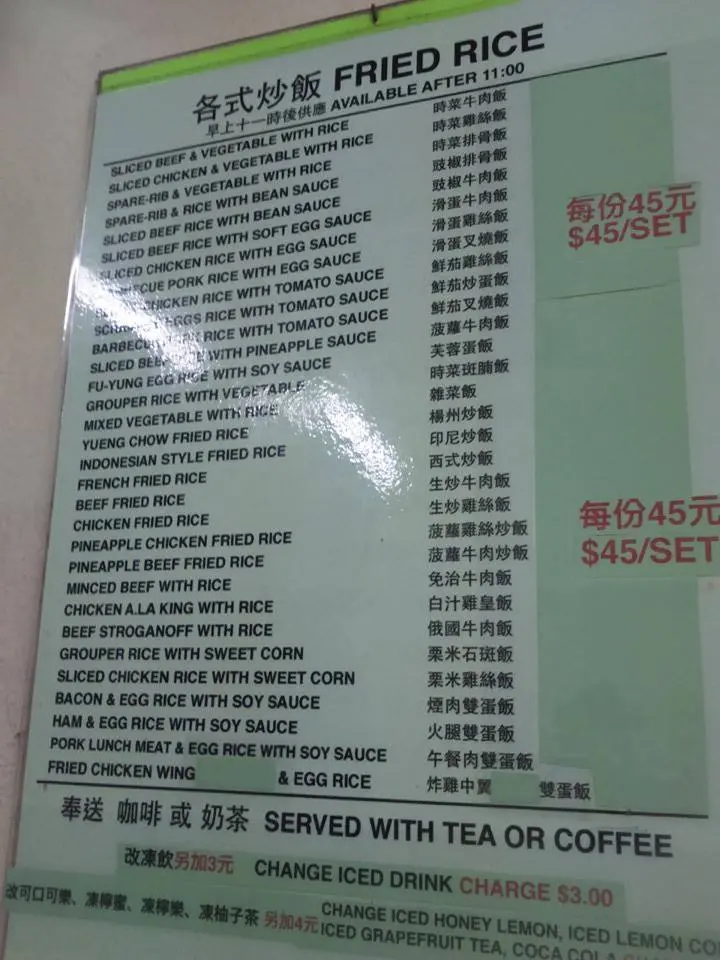 各式炒飯 FRIED RICE
早上十一時後供應 AVAILABLE AFTER 11:00
SLICED BEEF & VEGETABLE WITH RICE 時菜牛肉飯
SLICED CHICKEN & VEGETABLE WITH RICE 時菜雞絲飯
SPARE-RIB & VEGETABLE WITH RICE 時菜排骨飯
SPARE-RIB & RICE WITH BEAN SAUCE 豉椒排骨飯
SLICED BEEF RICE WITH BEAN SAUCE 豉椒牛肉飯
SLICED BEEF RICE WITH SOFT EGG SAUCE 滑蛋牛肉飯
SLICED CHICKEN RICE WITH EGG SAUCE 滑蛋雞絲飯
BARBECUE PORK RICE WITH EGG SAUCE 滑蛋叉燒飯
CHICKEN RICE WITH TOMATO SAUCE 鮮茄雞絲飯
EGGS RICE WITH TOMATO SAUCE 鮮茄炒蛋飯
BARBECUE RICE WITH TOMATO SAUCE 鮮茄叉燒飯
SLICED BEEF RICE WITH PINEAPPLE SAUCE 菠蘿牛肉飯
FU-YUNG EGG RICE WITH SOY SAUCE 芙蓉蛋飯
GROUPER RICE WITH VEGETABLE 時菜斑腩飯
MIXED VEGETABLE WITH RICE 雜菜飯
YUENG CHOW FRIED RICE 楊州炒飯
INDONESIAN STYLE FRIED RICE 印尼炒飯
FRENCH FRIED RICE 西式炒飯
BEEF FRIED RICE 生炒牛肉飯
CHICKEN FRIED RICE 生炒雞絲飯
PINEAPPLE CHICKEN FRIED RICE 菠蘿雞絲炒飯
PINEAPPLE BEEF FRIED RICE 菠蘿牛肉炒飯
MINCED BEEF WITH RICE 免治牛肉飯
CHICKEN A.LA KING WITH RICE 白汁雞皇飯
BEEF STROGANOFF WITH RICE 俄國牛肉飯
GROUPER RICE WITH SWEET CORN 栗米石斑飯
SLICED CHICKEN RICE WITH SWEET CORN 栗米雞絲飯
BACON & EGG RICE WITH SOY SAUCE 煙肉雙蛋飯
HAM & EGG RICE WITH SOY SAUCE 火腿雙蛋飯
PORK LUNCH MEAT & EGG RICE WITH SOY SAUCE 午餐肉雙蛋飯
FRIED CHICKEN WING & EGG RICE 炸雞中翼 雙蛋飯
每份45元
$45/SET
每份45元
$45/SET
奉送 咖啡 或 奶茶 SERVED WITH TEA OR COFFEE
改凍飲另加3元 CHANGE ICED DRINK CHARGE $3.00
改可口可樂、凍檸蜜、凍檸樂、凍柚子茶 另加4元 CHANGE ICED HONEY LEMON, ICED LEMON CO
ICED GRAPEFRUIT TEA, COCA COLA